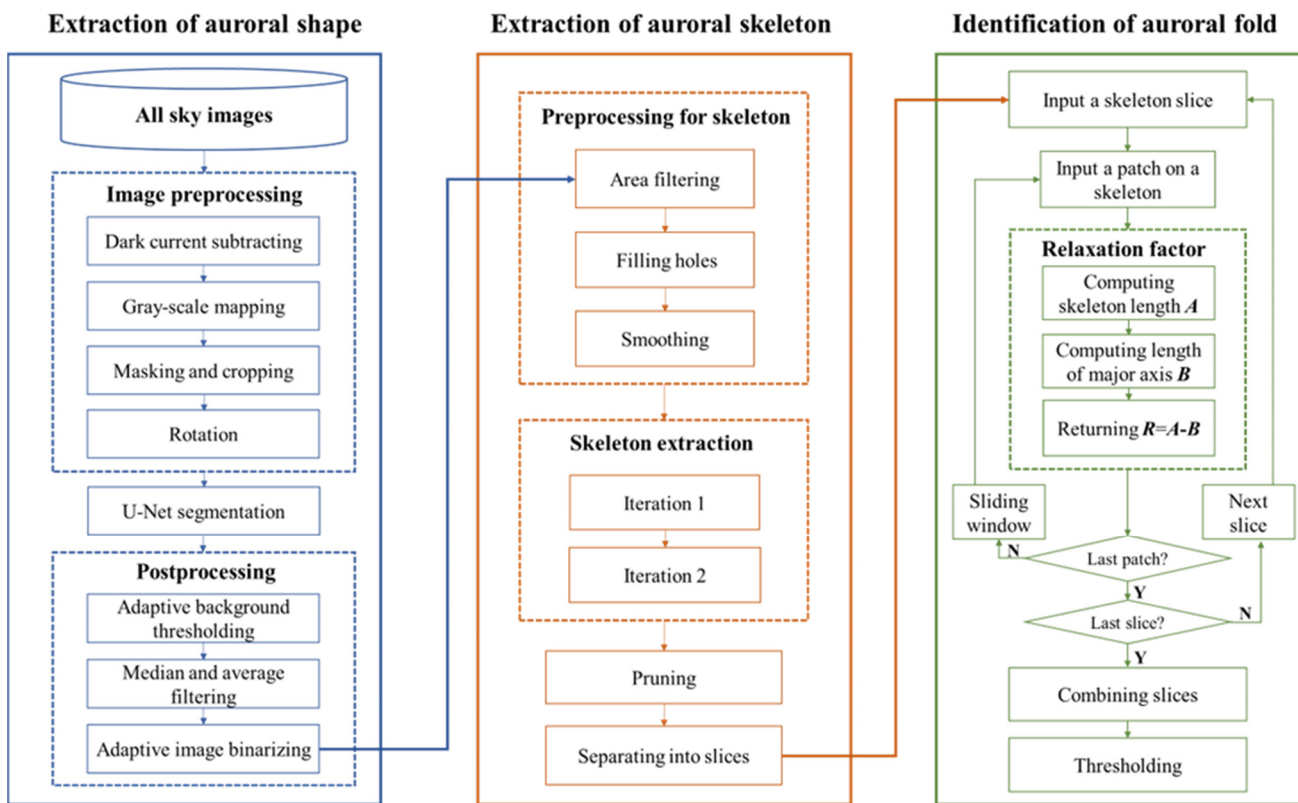 Extraction of auroral shape
All sky images
Image preprocessing
Dark current subtracting
Gray-scale mapping
Masking and cropping
Rotation
U-Net segmentation
Postprocessing
Adaptive background
thresholding
Median and average
filtering
Adaptive image binarizing
Extraction of auroral skeleton
Preprocessing for skeleton
Area filtering
Filling holes
Smoothing
Skeleton extraction
Iteration 1
Iteration 2
Pruning
Separating into slices
Identification of auroral fold
Input a skeleton slice
Input a patch on a
skeleton
Relaxation factor
Computing
skeleton length A
Computing length
of major axis B
Returning R=A-B
Sliding
window
Next
slice
N
Last patch?
Y
Last slice?
N
Y
Combining slices
Thresholding